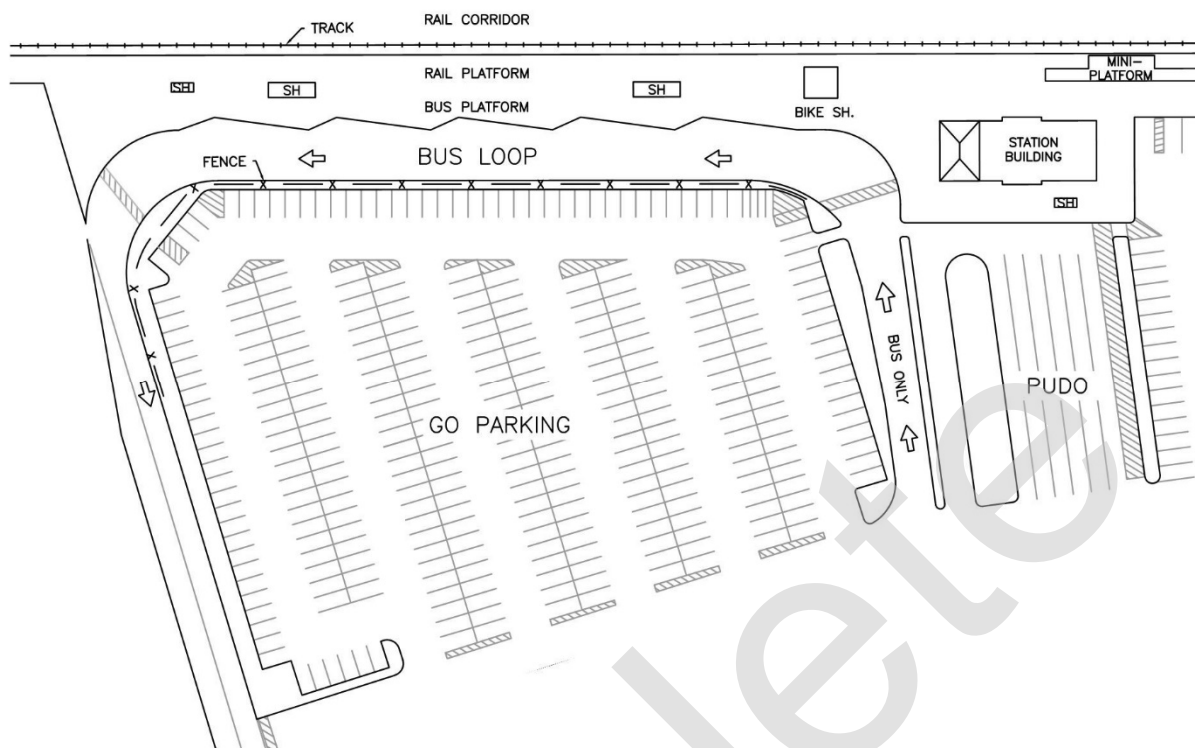 RAIL CORRIDOR
TRACK
RAIL PLATFORM
MINI-
PLATFORM
SH
SH
SH
BUS PLATFORM
BIKE SH.
STATION
BUILDING
BUS LOOP
FENCE
SH
BUS ONLY
PUDO
GO PARKING
lete